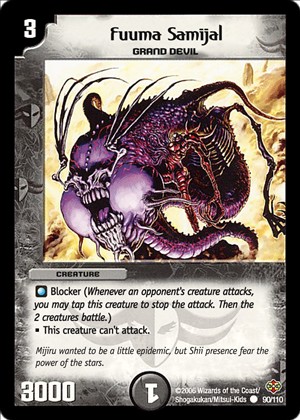 3
Fuuma Samijal
GRAND DEVIL
CREATURE
Blocker (Whenever an opponent's creature attacks,
you may tap this creature to stop the attack. Then the
2 creatures battle.)
▪ This creature can't attack.
Mijiru wanted to be a little epidemic, but Shii presence fear the
power of the stars.
3000
1
©2006 Wizards of the Coast/
Shogakukan/Mitsui-Kids 90/110